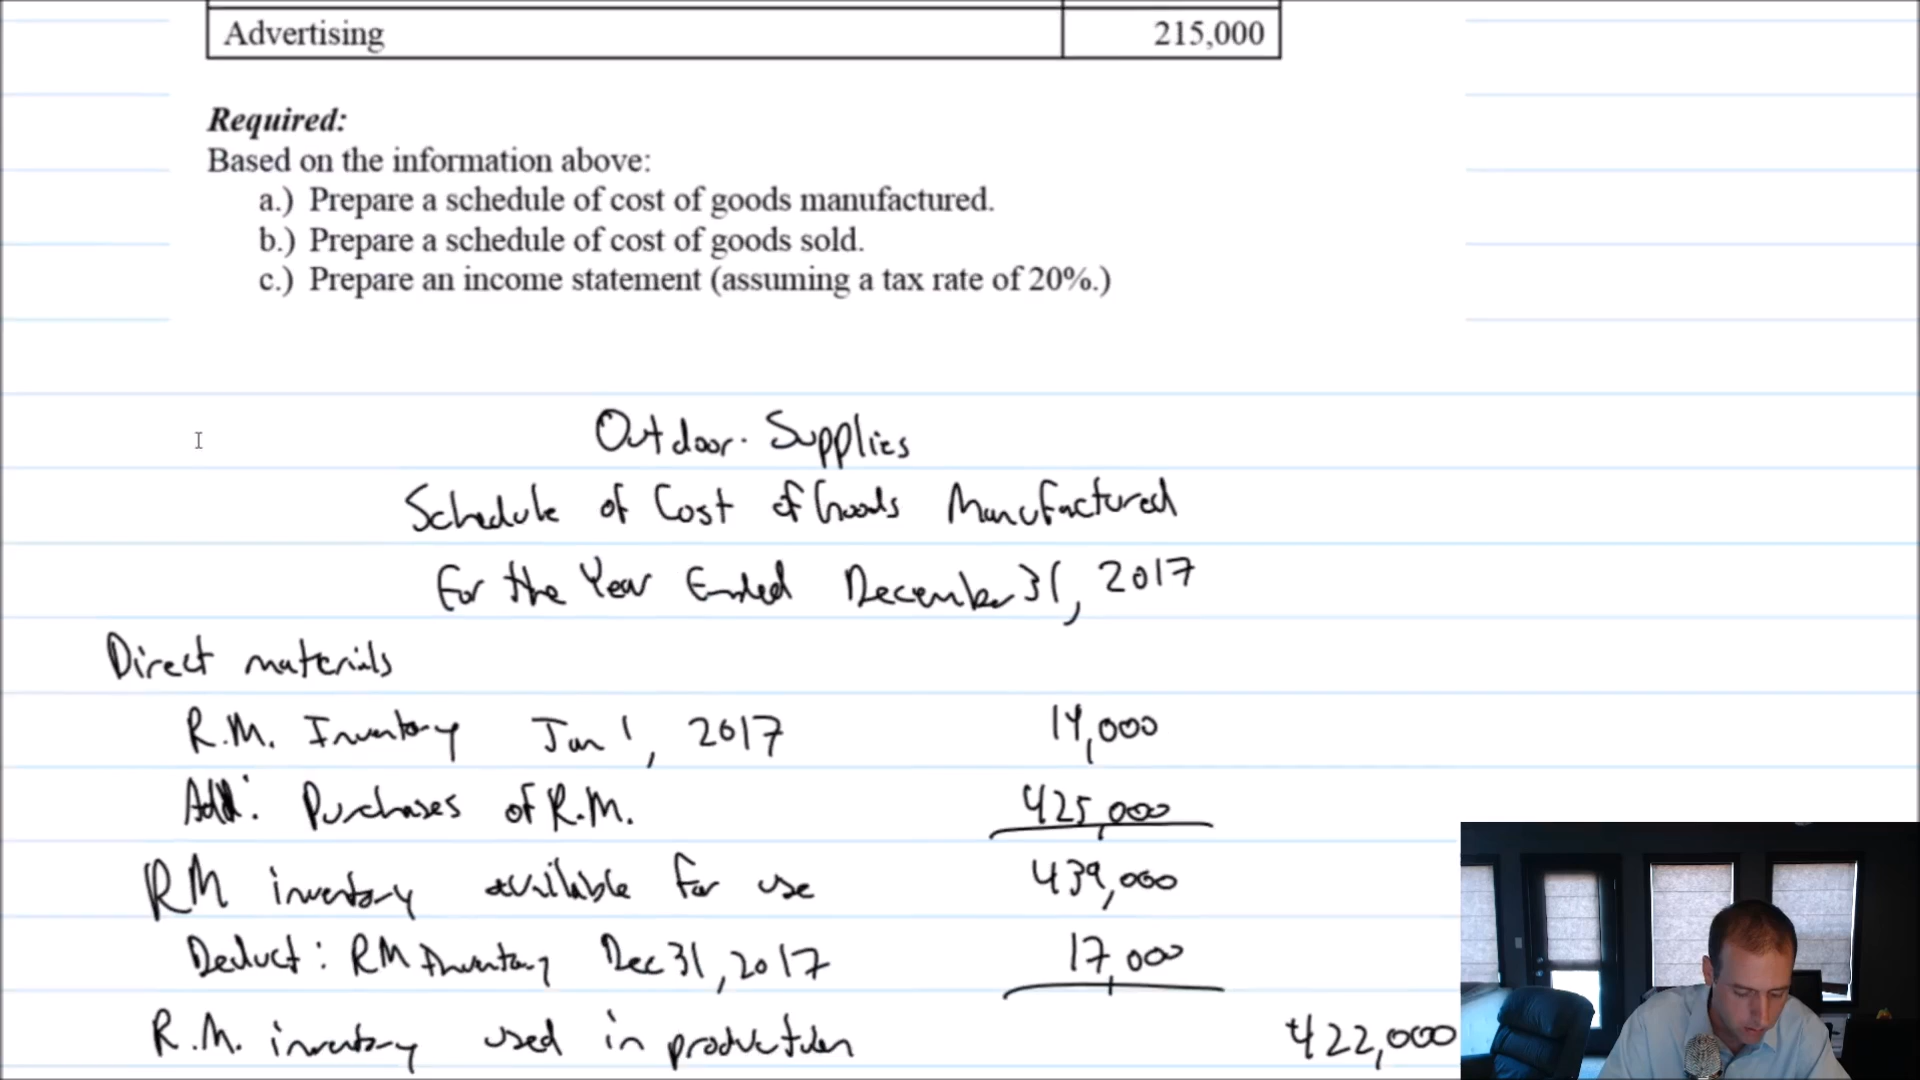 Advertising 215,000
Required:
Based on the information above:
a.) Prepare a schedule of cost of goods manufactured.
b.) Prepare a schedule of cost of goods sold.
c.) Prepare an income statement (assuming a tax rate of 20%.)
Outdoor Supplies
Schedule of Cost of Goods Manufactured
For the Year Ended December 31, 2017
Direct materials
R.M. Inventory Jan 1, 2017 14,000
Add: Purchases of R.M. 425,000
RM inventory available for use 439,000
Deduct: RM Inventory Dec 31, 2017 17,000
R.M. inventory used in production 422,000